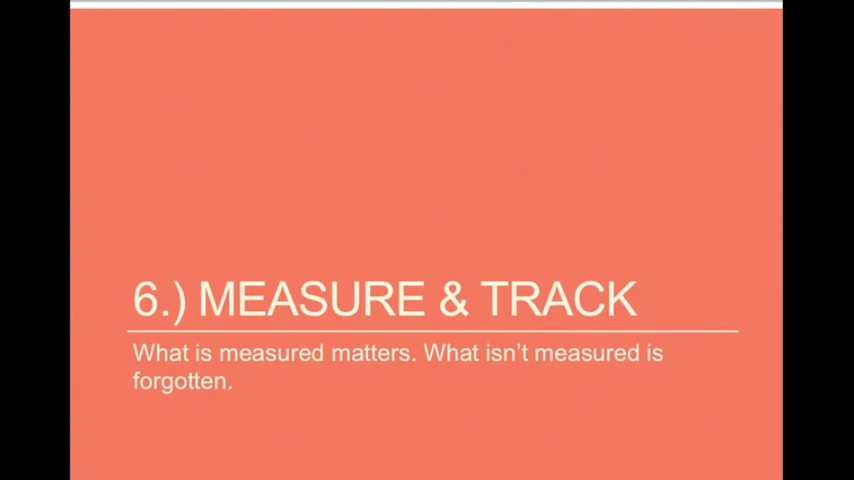 6.) MEASURE & TRACK
What is measured matters. What isn’t measured is
forgotten.